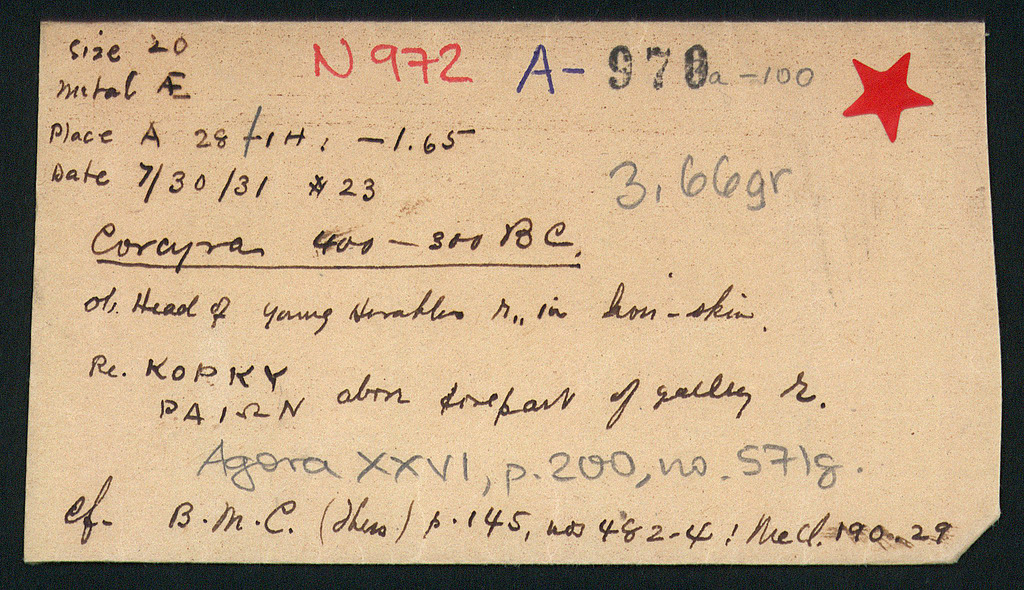 Size 20
N 972 A- 970a -100
metal Æ
Place A 28 -1H, -1.65
Date 7/30/31 #23
3,66gr
Corcyra 400 - 300 BC.
ob. Head of young Herakles r., in lion-skin.
Re. KOPKY
PAIΩN above forepart of galley r.
Agora XXVI, p.200, no. 571g.
cf. B.M.C. (Thess) p.145, nos 482-4; McCl. 190.29